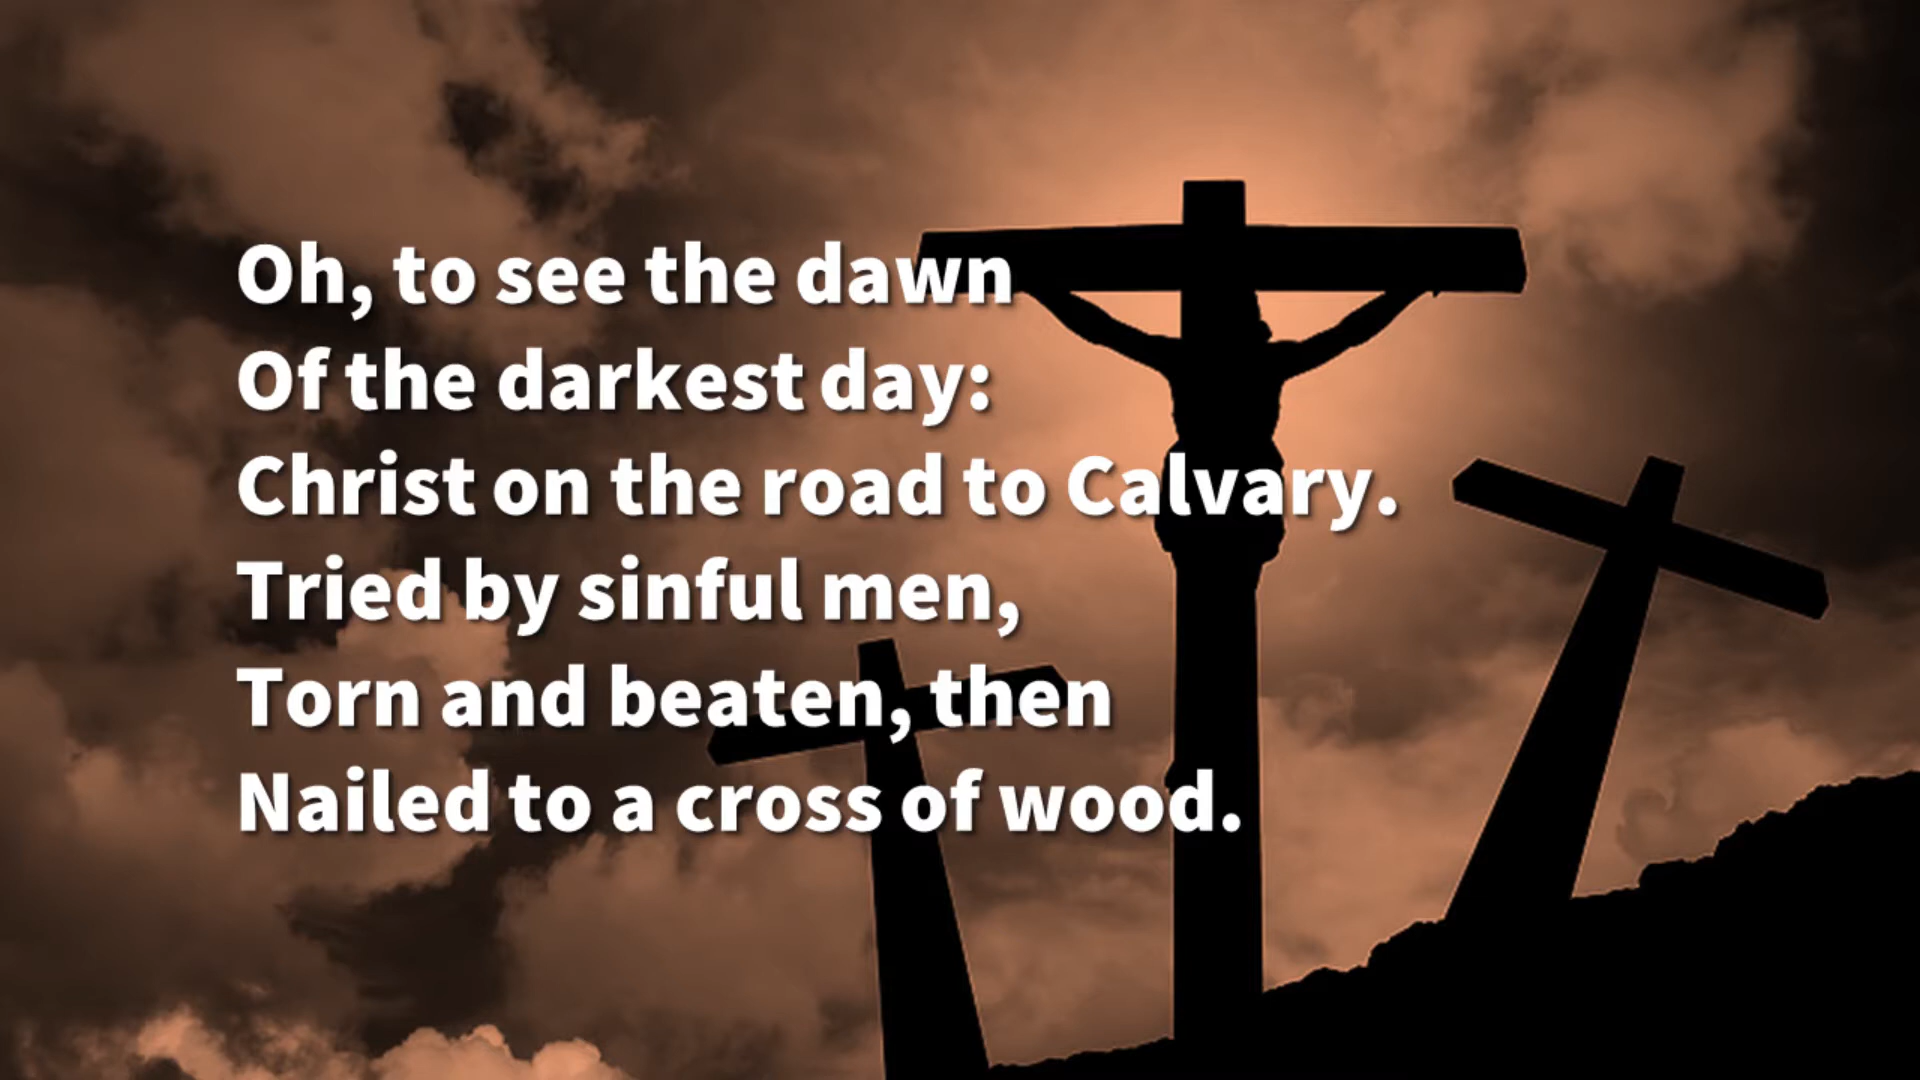 Oh, to see the dawn
Of the darkest day:
Christ on the road to Calvary.
Tried by sinful men,
Torn and beaten, then
Nailed to a cross of wood.